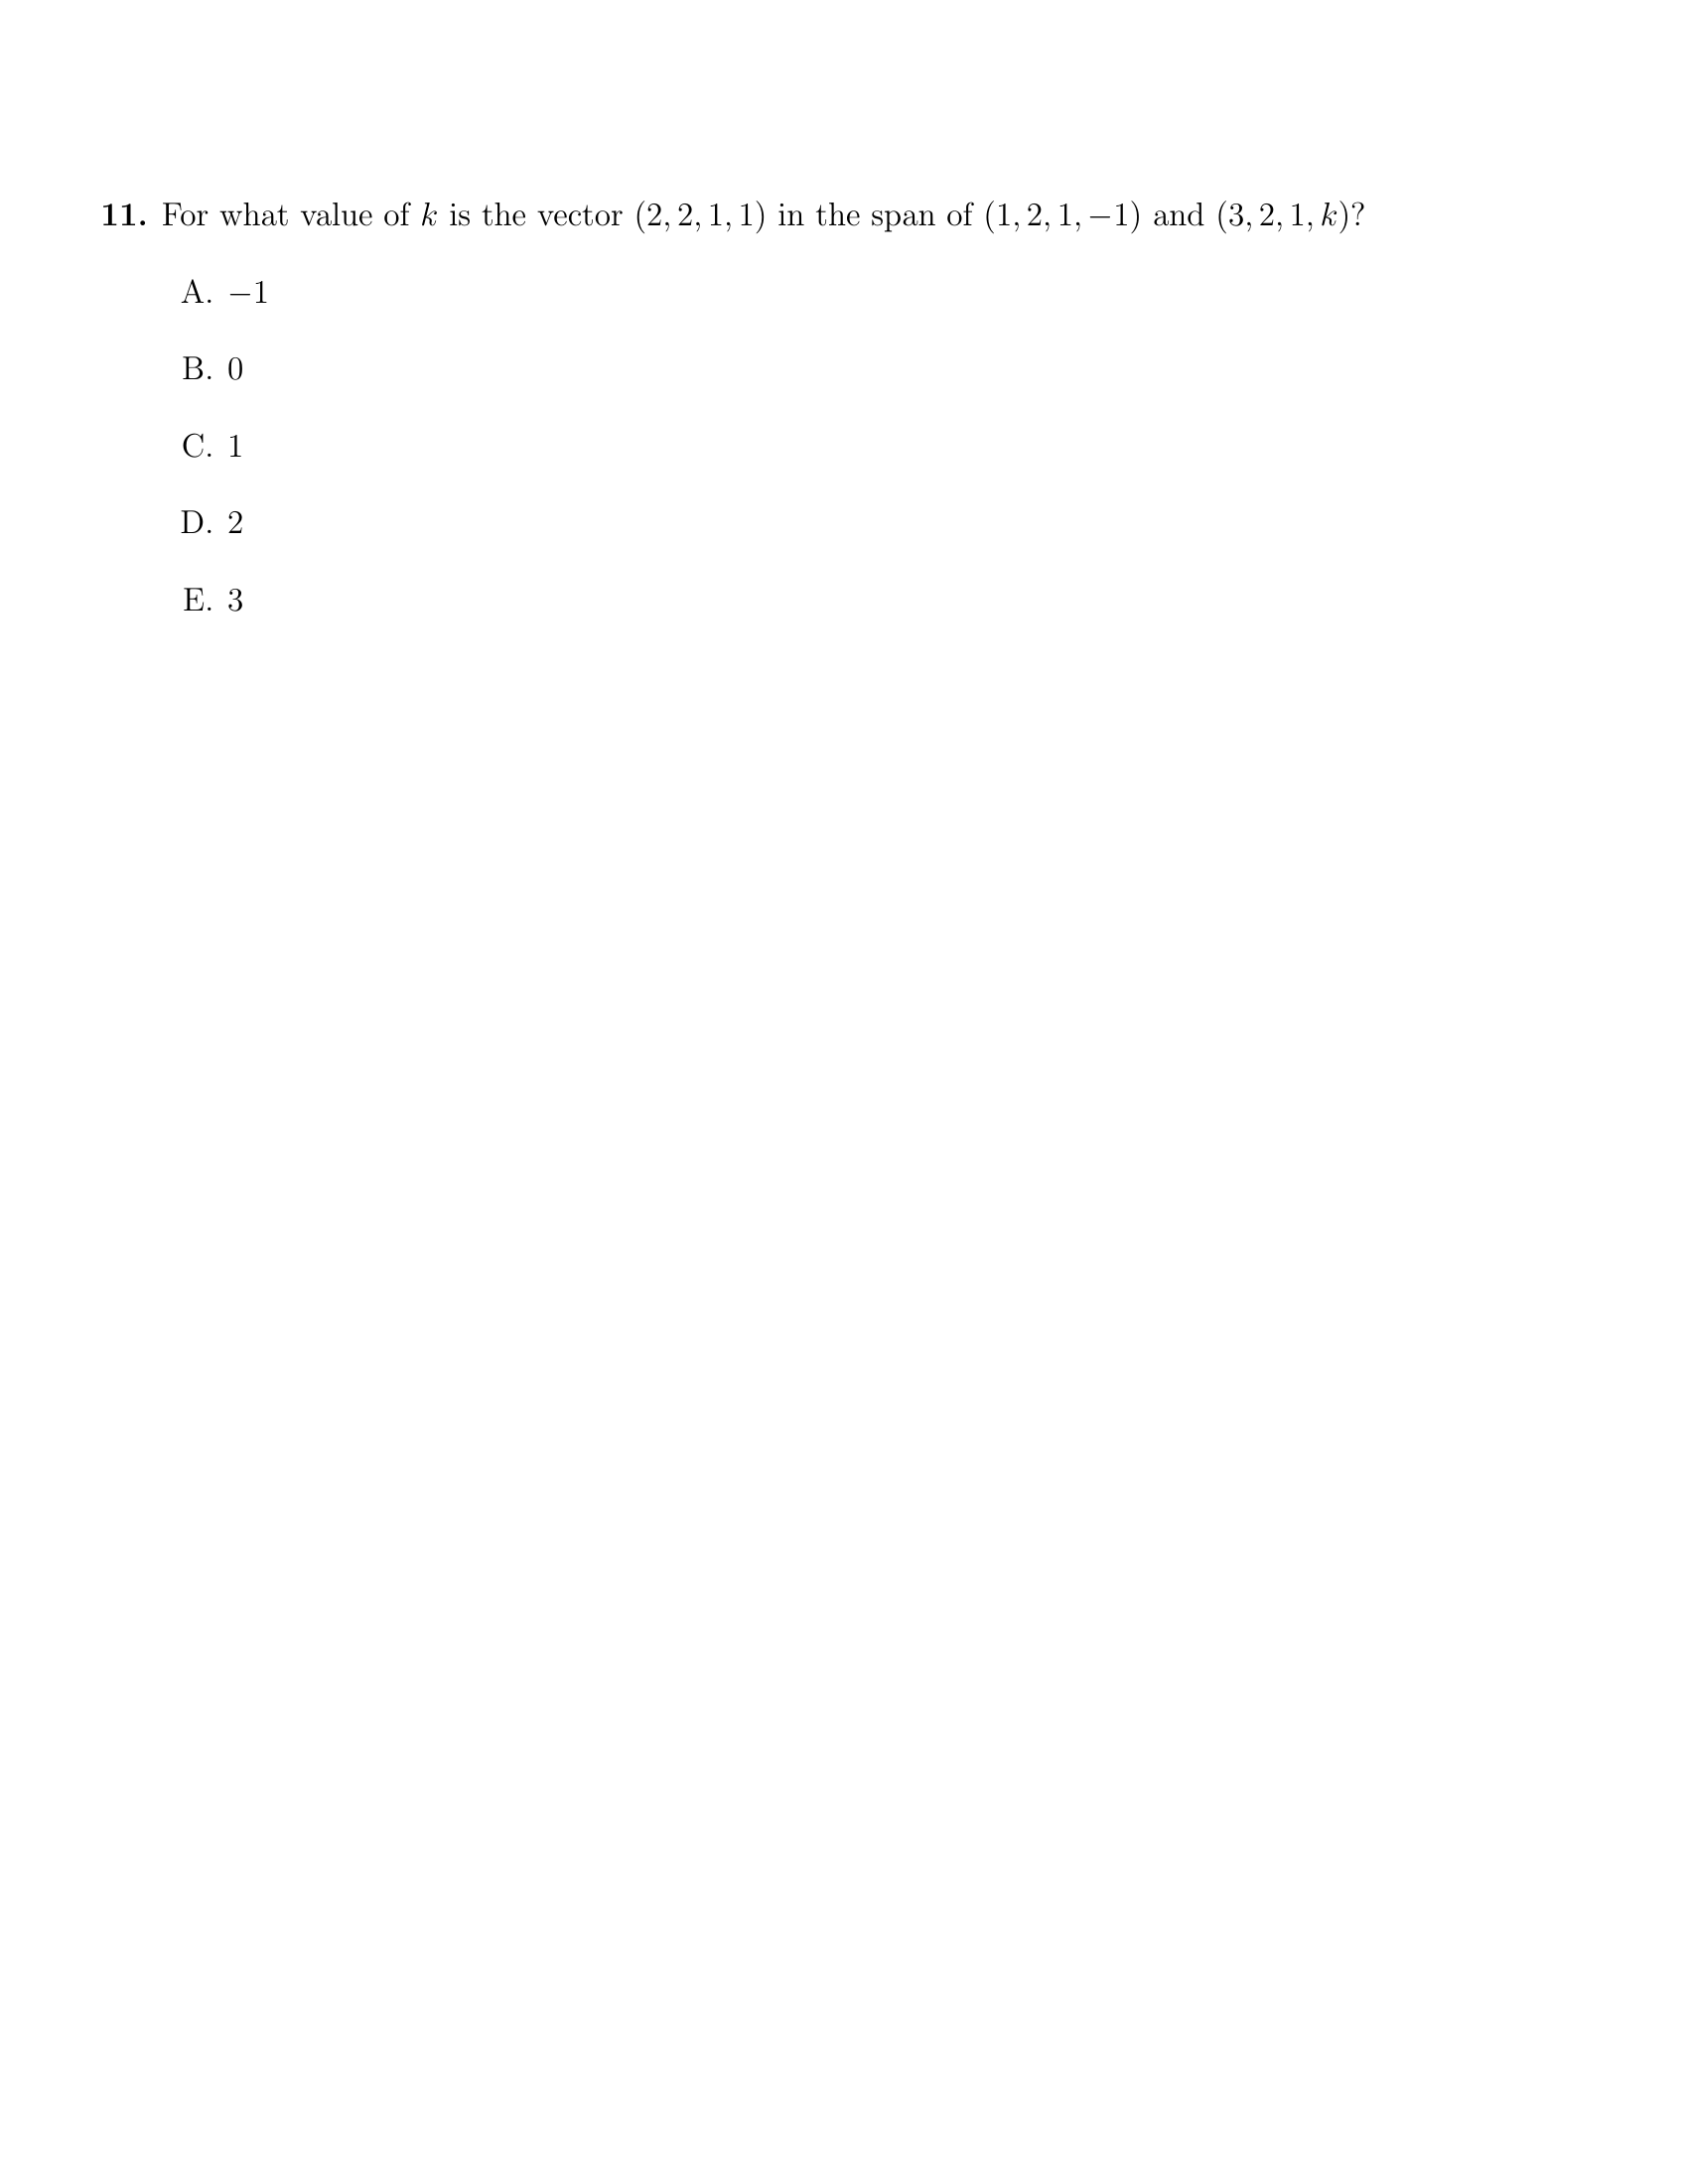 11. For what value of k is the vector (2, 2, 1, 1) in the span of (1, 2, 1, −1) and (3, 2, 1, k)?
A. −1
B. 0
C. 1
D. 2
E. 3